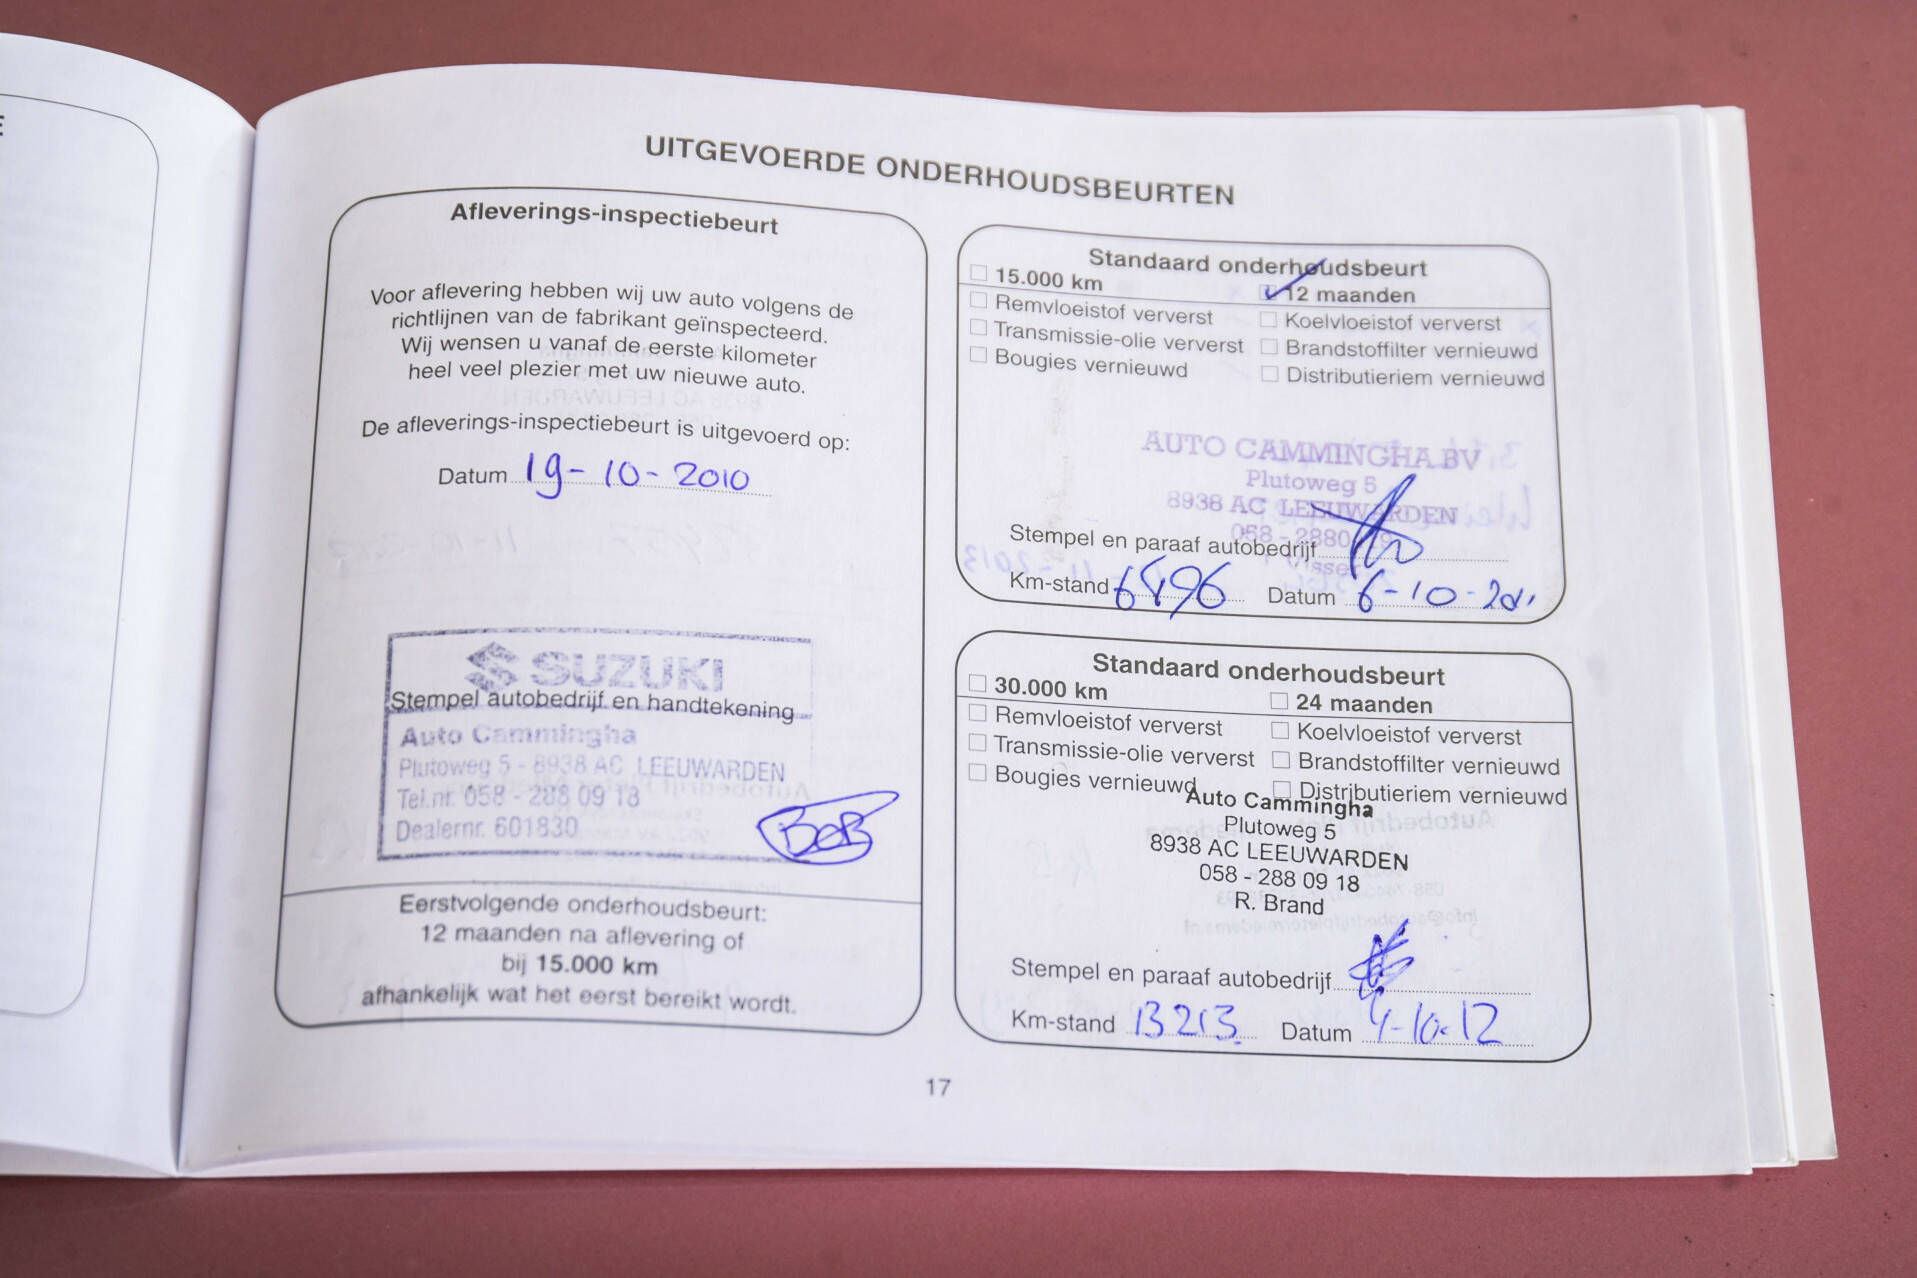 UITGEVOERDE ONDERHOUDSBEURTEN
Afleverings-inspectiebeurt
Voor aflevering hebben wij uw auto volgens de
richtlijnen van de fabrikant geïnspecteerd.
Wij wensen u vanaf de eerste kilometer
heel veel plezier met uw nieuwe auto.
De afleverings-inspectiebeurt is uitgevoerd op:
Datum 19-10-2010
SUZUKI
Stempel autobedrijf en handtekening
Auto Cammingha
Plutoweg 5 - 8938 AC LEEUWARDEN
Tel.nr. 058 - 288 09 18
Dealernr. 601830
BOB
Eerstvolgende onderhoudsbeurt:
12 maanden na aflevering of
bij 15.000 km
afhankelijk wat het eerst bereikt wordt.
Standaard onderhoudsbeurt
15.000 km 12 maanden
Remvloeistof ververst Koelvloeistof ververst
Transmissie-olie ververst Brandstoffilter vernieuwd
Bougies vernieuwd Distributieriem vernieuwd
AUTO CAMMINGHA BV
Plutoweg 5
8938 AC LEEUWARDEN
058 - 2880
Stempel en paraaf autobedrijf
Km-stand Datum 6-10-2011
Standaard onderhoudsbeurt
30.000 km 24 maanden
Remvloeistof ververst Koelvloeistof ververst
Transmissie-olie ververst Brandstoffilter vernieuwd
Bougies vernieuwd Distributieriem vernieuwd
Auto Cammingha
Plutoweg 5
8938 AC LEEUWARDEN
058 - 288 09 18
R. Brand
Stempel en paraaf autobedrijf
Km-stand 13213 Datum 4-10-12
17